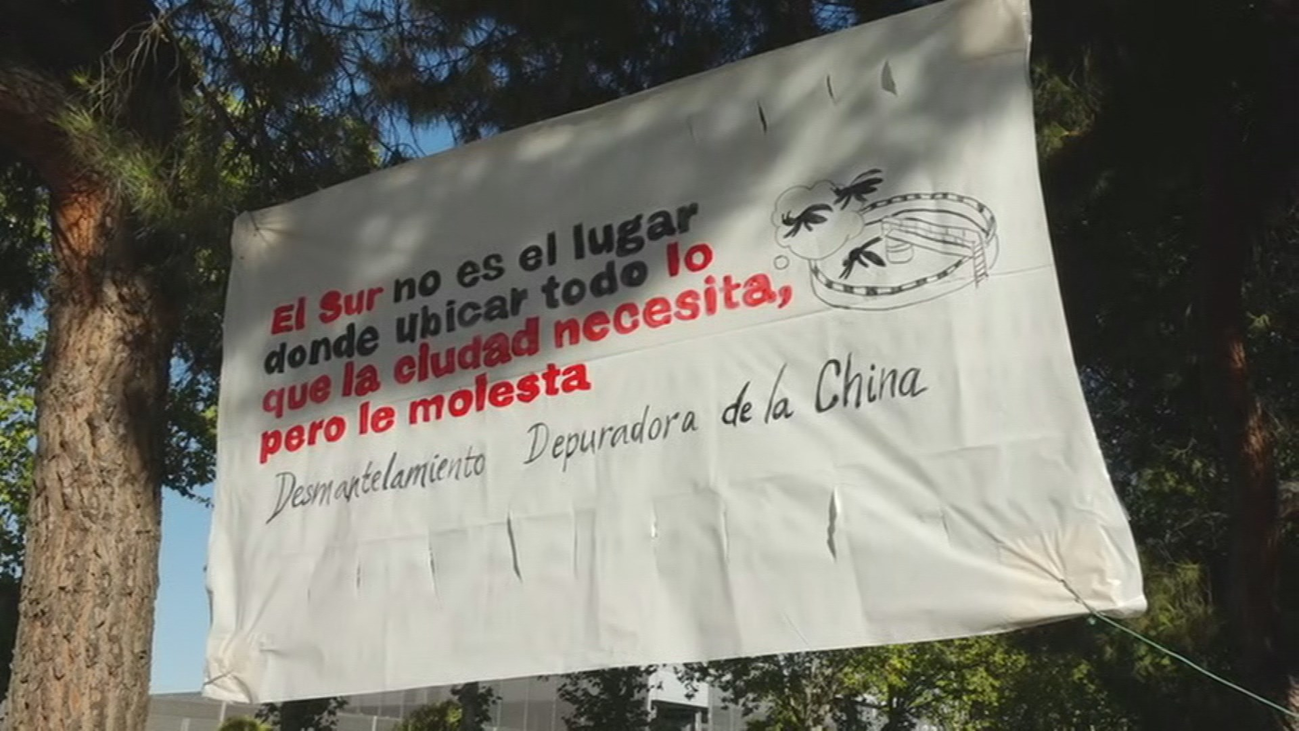 El Sur no es el lugar
donde ubicar todo lo
que la ciudad necesita,
pero le molesta
Desmantelamiento Depuradora de la China